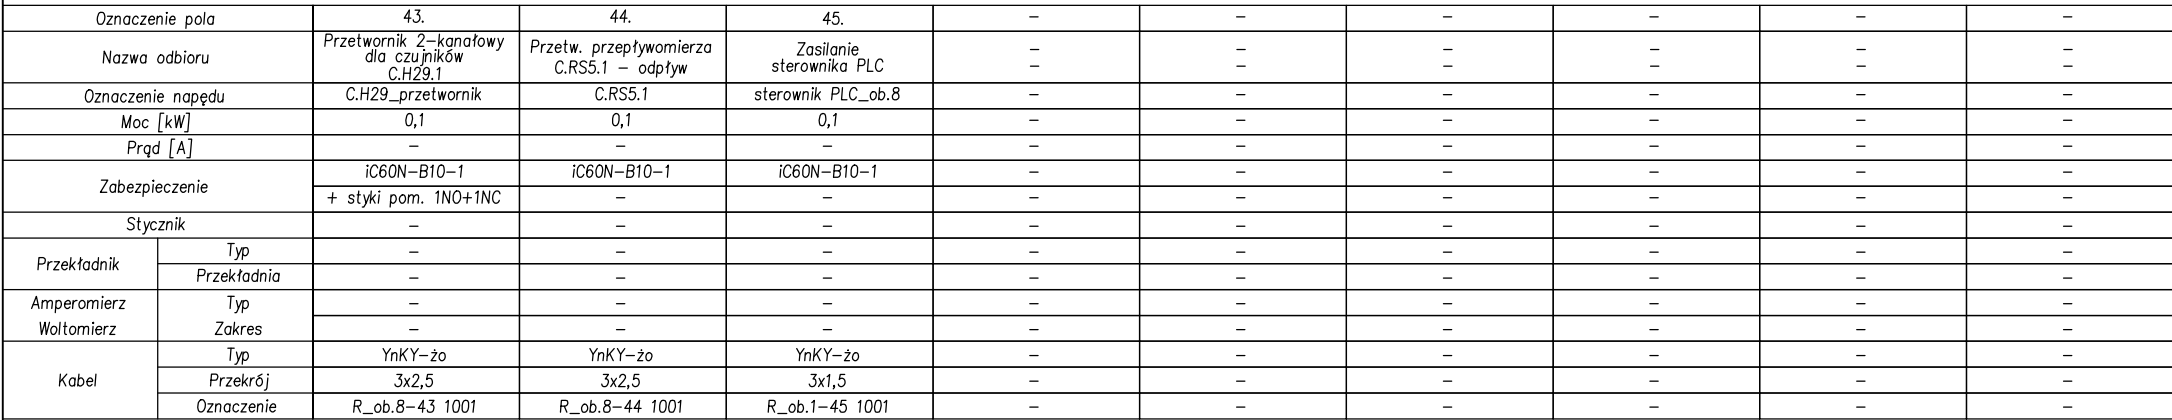 Oznaczenie pola 43. 44. 45. – – – – – –
Nazwa odbioru Przetwornik 2-kanałowy dla czujników C.H29.1 Przetw. przepływomierza C.RS5.1 – odpływ Zasilanie sterownika PLC – – – – – –
– – – – – –
Oznaczenie napędu C.H29_przetwornik C.RS5.1 sterownik PLC_ob.8 – – – – – –
Moc [kW] 0,1 0,1 0,1 – – – – – –
Prąd [A] – – – – – – – – –
Zabezpieczenie iC60N-B10-1 iC60N-B10-1 iC60N-B10-1 – – – – – –
+ styki pom. 1NO+1NC – – – – – – – –
Stycznik – – – – – – – – –
Przekładnik Typ – – – – – – – – –
Przekładnia – – – – – – – – –
Amperomierz Typ – – – – – – – – –
Woltomierz Zakres – – – – – – – – –
Kabel Typ YnKY-żo YnKY-żo YnKY-żo – – – – – –
Przekrój 3x2,5 3x2,5 3x1,5 – – – – – –
Oznaczenie R_ob.8-43 1001 R_ob.8-44 1001 R_ob.1-45 1001 – – – – – –